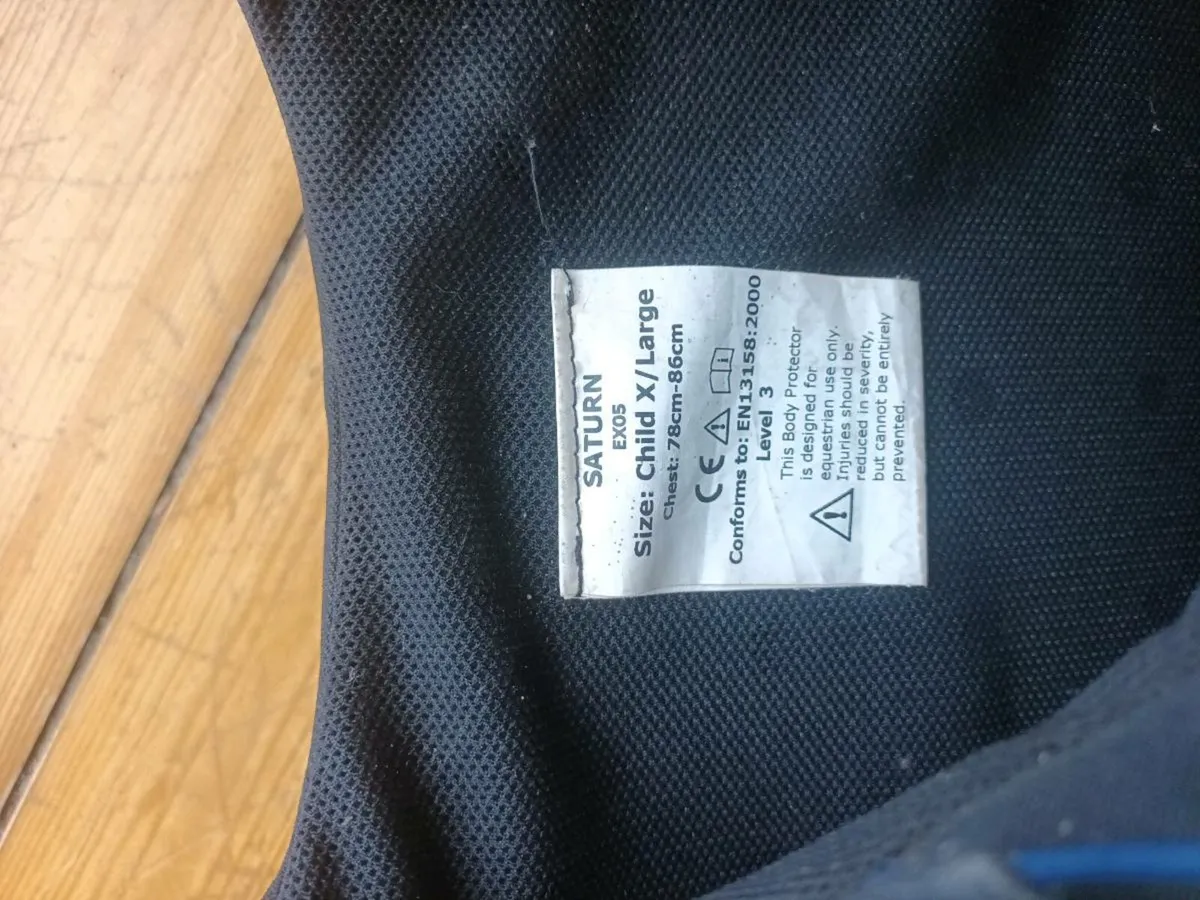 SATURN
EX05
Size: Child X/Large
Chest: 78cm-86cm
CE
Conforms to: EN13158:2000
Level 3
This Body Protector
is designed for
equestrian use only.
Injuries should be
reduced in severity,
but cannot be entirely
prevented.